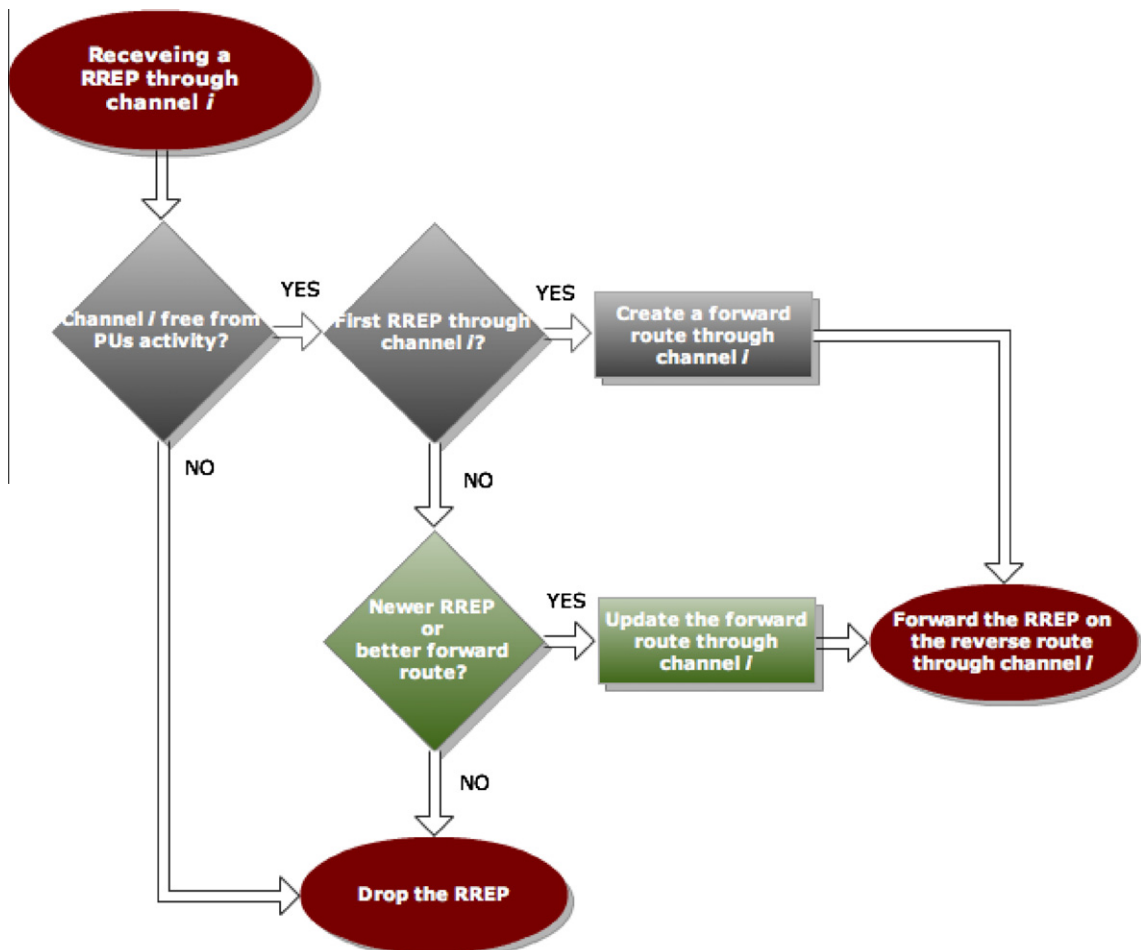 Receveing a
RREP through
channel i
Channel i free from
PUs activity?
YES
First RREP through
channel i?
YES
Create a forward
route through
channel i
NO
NO
Newer RREP
or
better forward
route?
YES
Update the forward
route through
channel i
Forward the RREP on
the reverse route
through channel i
NO
Drop the RREP